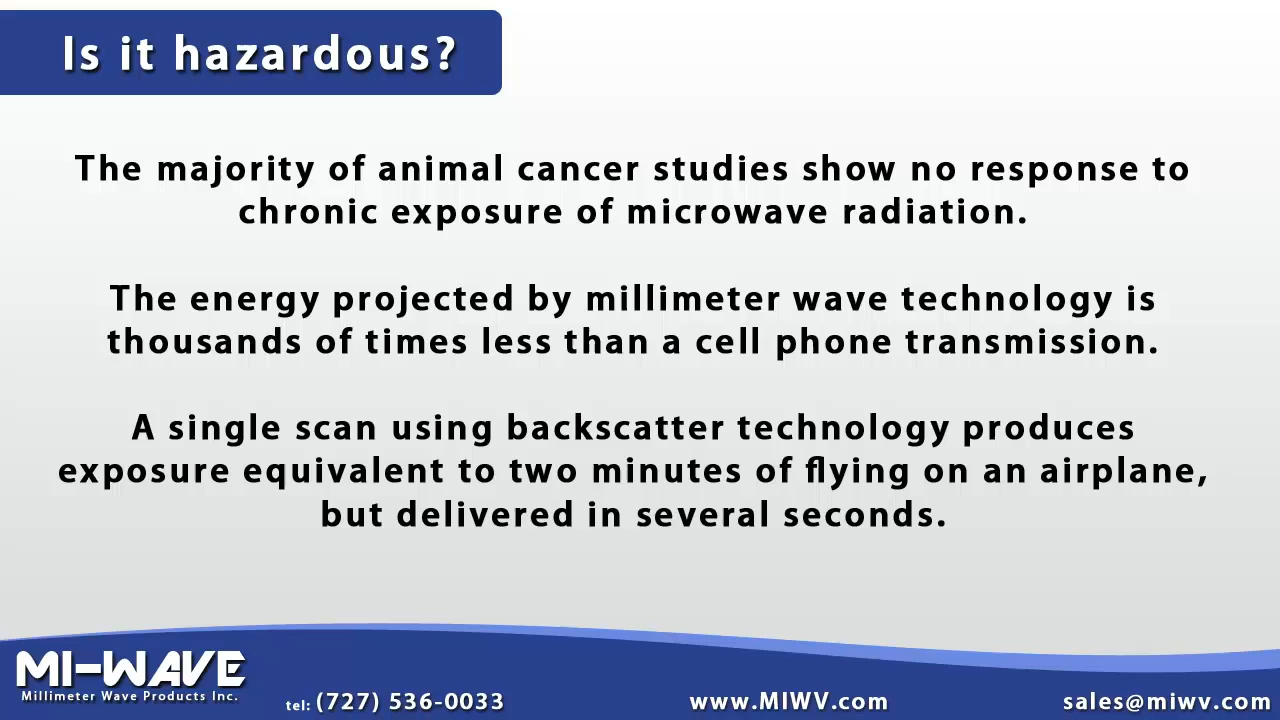 Is it hazardous?
The majority of animal cancer studies show no response to
chronic exposure of microwave radiation.
The energy projected by millimeter wave technology is
thousands of times less than a cell phone transmission.
A single scan using backscatter technology produces
exposure equivalent to two minutes of flying on an airplane,
but delivered in several seconds.
MI-WAVE
Millimeter Wave Products Inc.
tel: (727) 536-0033
www.MIWV.com
sales@miwv.com